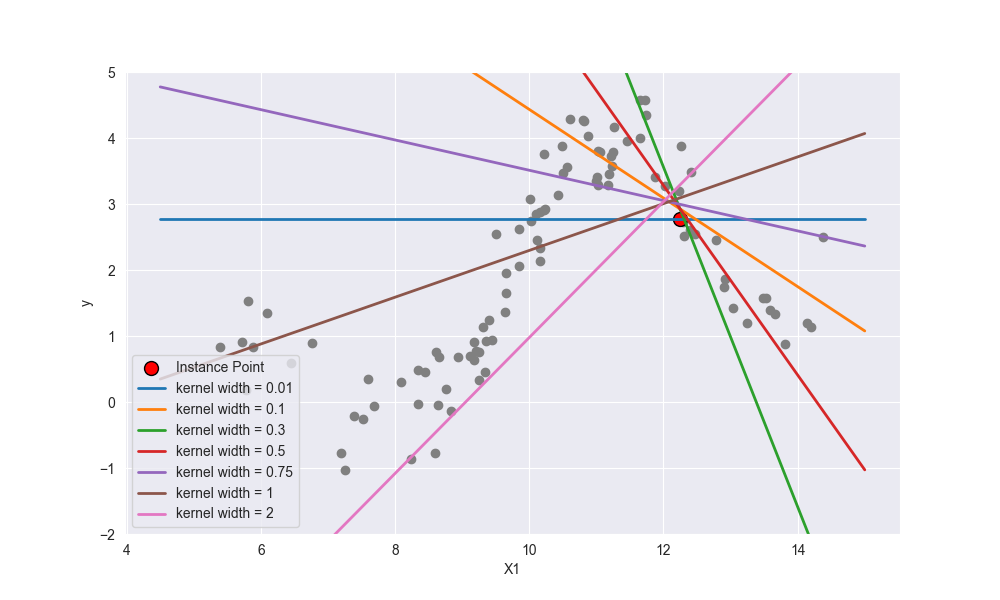 5
4
3
2
1
0
−1
−2
y
Instance Point
kernel width = 0.01
kernel width = 0.1
kernel width = 0.3
kernel width = 0.5
kernel width = 0.75
kernel width = 1
kernel width = 2
4 6 8 10 12 14
X1